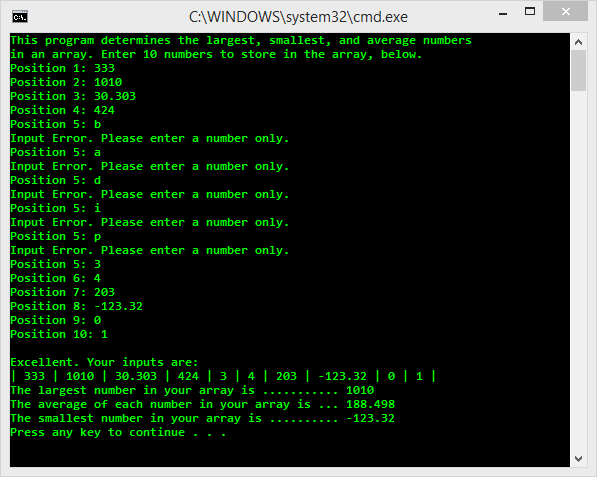 C:\WINDOWS\system32\cmd.exe
This program determines the largest, smallest, and average numbers
in an array. Enter 10 numbers to store in the array, below.
Position 1: 333
Position 2: 1010
Position 3: 30.303
Position 4: 424
Position 5: b
Input Error. Please enter a number only.
Position 5: a
Input Error. Please enter a number only.
Position 5: d
Input Error. Please enter a number only.
Position 5: i
Input Error. Please enter a number only.
Position 5: p
Input Error. Please enter a number only.
Position 5: 3
Position 6: 4
Position 7: 203
Position 8: -123.32
Position 9: 0
Position 10: 1
Excellent. Your inputs are:
| 333 | 1010 | 30.303 | 424 | 3 | 4 | 203 | -123.32 | 0 | 1 |
The largest number in your array is ........... 1010
The average of each number in your array is ... 188.498
The smallest number in your array is .......... -123.32
Press any key to continue . . .